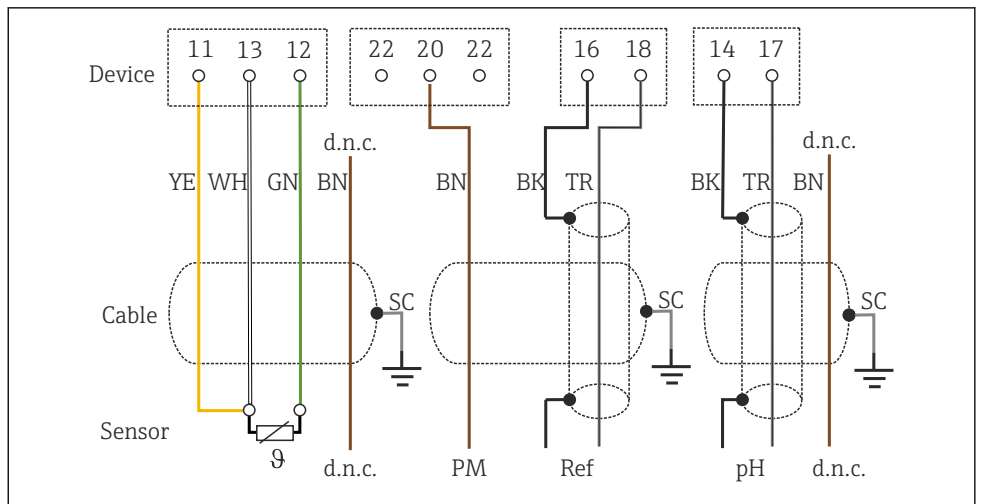 11 13 12 22 20 22 16 18 14 17
Device
d.n.c. d.n.c.
YE WH GN BN BN BK TR BK TR BN
SC SC SC
Cable
Sensor
ϑ
d.n.c. PM Ref pH d.n.c.